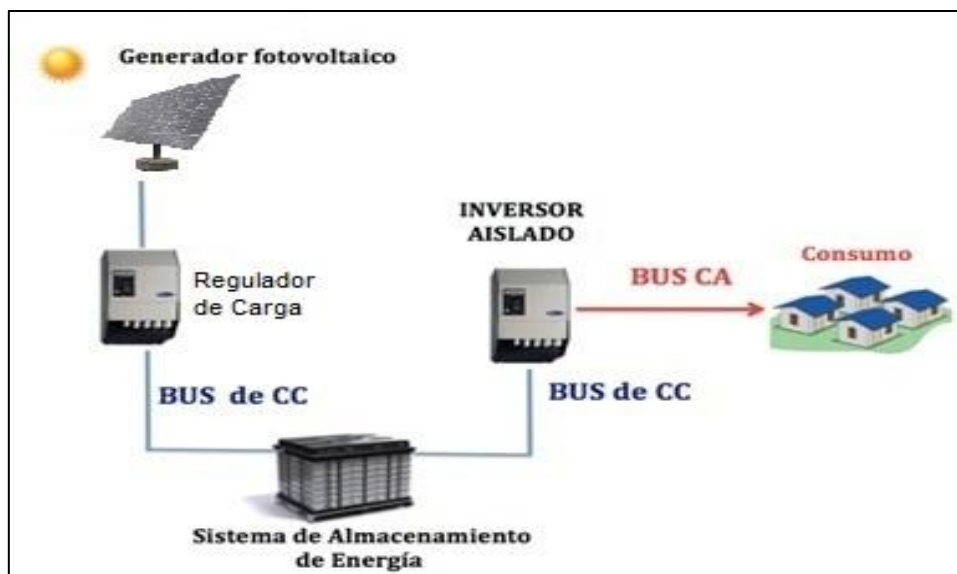 Generador fotovoltaico
INVERSOR
AISLADO
Regulador
de Carga
BUS CA
Consumo
BUS de CC
BUS de CC
Sistema de Almacenamiento
de Energía